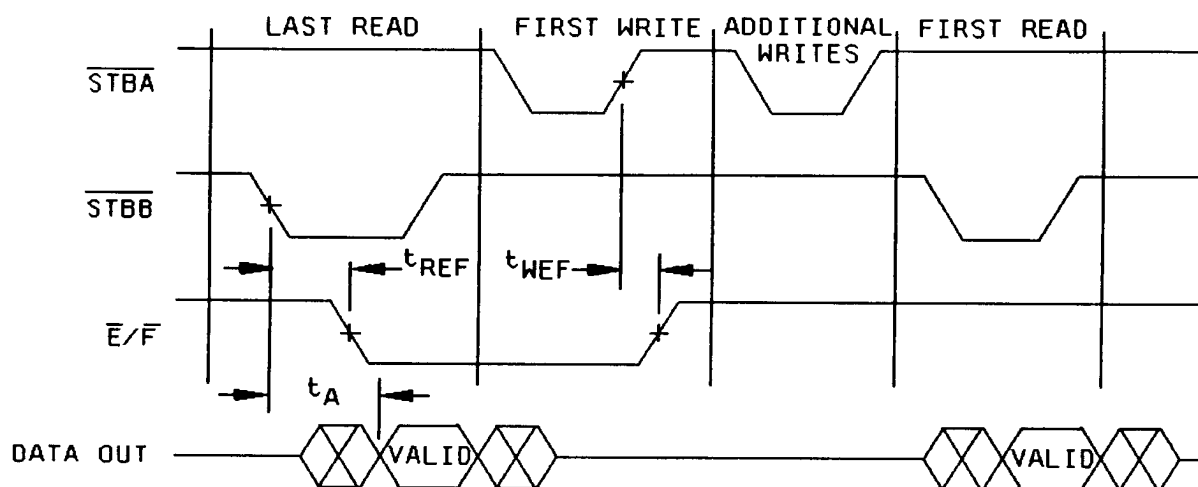 LAST READ
FIRST WRITE
ADDITIONAL
WRITES
FIRST READ
STBA
STBB
tREF
tWEF
E/F
tA
DATA OUT
VALID
VALID